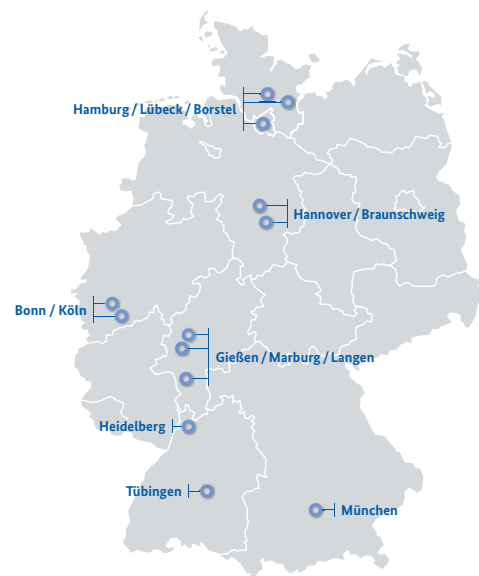 Hamburg / Lübeck / Borstel
Hannover / Braunschweig
Bonn / Köln
Gießen / Marburg / Langen
Heidelberg
Tübingen
München